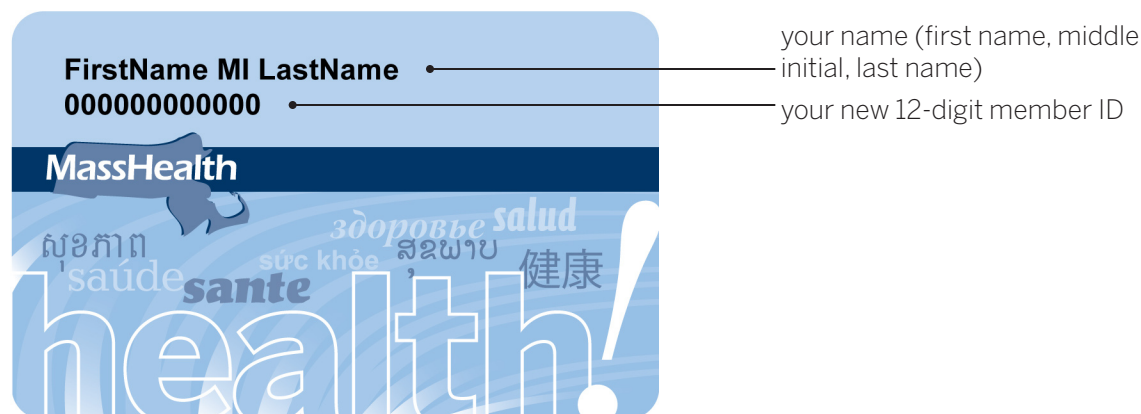 FirstName MI LastName
000000000000
your name (first name, middle
initial, last name)
your new 12-digit member ID
MassHealth
здоровье salud
សុខភាព sức khỏe ສຸຂພາບ 健康
saúde sante
health!